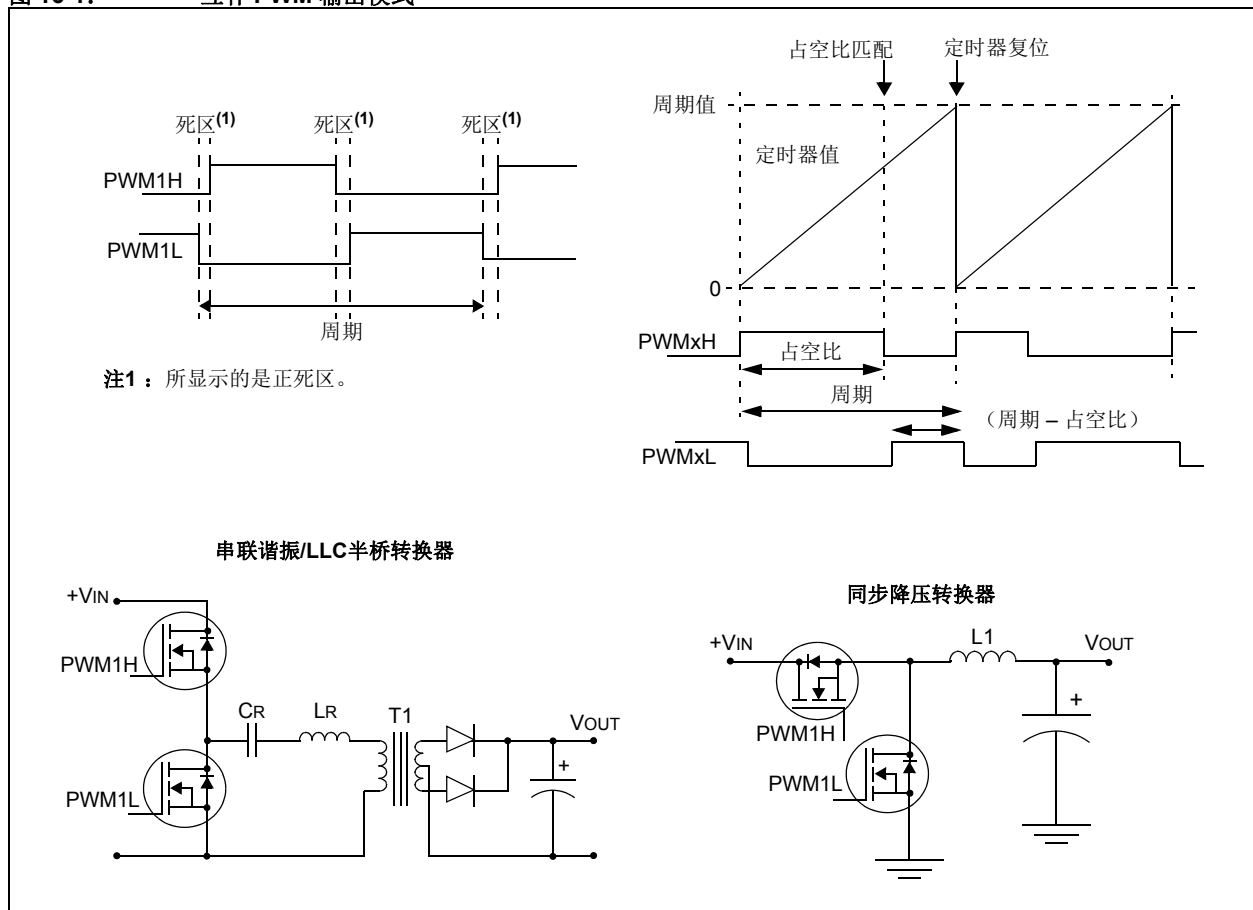 死区(1) 死区(1) 死区(1)
PWM1H
PWM1L
周期
注1：所显示的是正死区。
占空比匹配 定时器复位
周期值
定时器值
0
PWMxH
占空比
周期
（周期 – 占空比）
PWMxL
串联谐振/LLC半桥转换器
+VIN
PWM1H
CR LR T1 VOUT
+
PWM1L
同步降压转换器
+VIN L1 VOUT
+
PWM1H
PWM1L